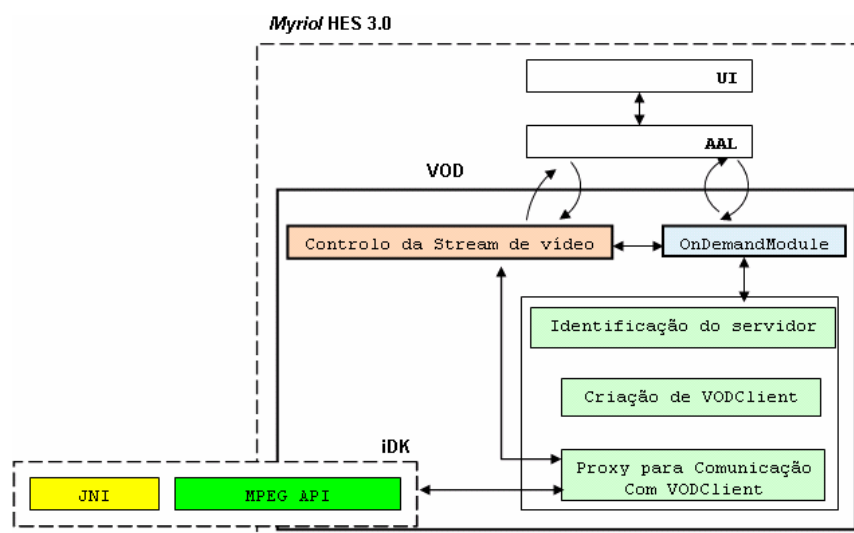 Myriol HES 3.0
UI
AAL
VOD
Controlo da Stream de vídeo
OnDemandModule
Identificação do servidor
Criação de VODClient
iDK
Proxy para Comunicação
Com VODClient
JNI
MPEG API